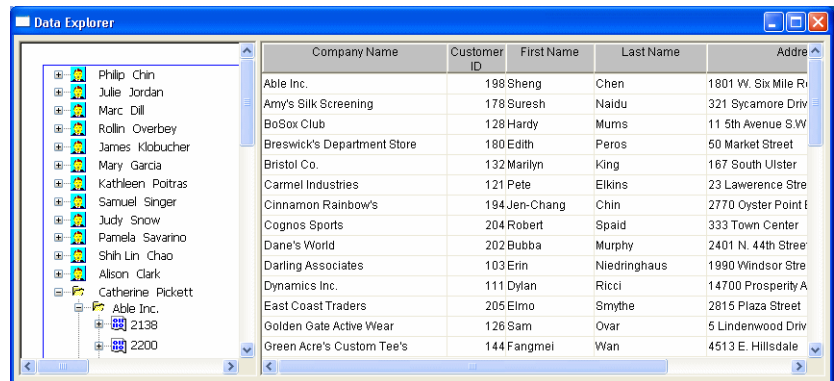 Data Explorer
Philip Chin
Julie Jordan
Marc Dill
Rollin Overbey
James Klobucher
Mary Garcia
Kathleen Poitras
Samuel Singer
Judy Snow
Pamela Savarino
Shih Lin Chao
Alison Clark
Catherine Pickett
Able Inc.
2138
2200
Company Name Customer ID First Name Last Name Addre
Able Inc. 198 Sheng Chen 1801 W. Six Mile R
Amy's Silk Screening 178 Suresh Naidu 321 Sycamore Driv
BoSox Club 128 Hardy Mums 11 5th Avenue S.W
Breswick's Department Store 180 Edith Peros 50 Market Street
Bristol Co. 132 Marilyn King 167 South Ulster
Carmel Industries 121 Pete Elkins 23 Lawerence Stre
Cinnamon Rainbow's 194 Jen-Chang Chin 2770 Oyster Point
Cognos Sports 204 Robert Spaid 333 Town Center
Dane's World 202 Bubba Murphy 2401 N. 44th Street
Darling Associates 103 Erin Niedringhaus 1990 Windsor Stre
Dynamics Inc. 111 Dylan Ricci 14700 Prosperity A
East Coast Traders 205 Elmo Smythe 2815 Plaza Street
Golden Gate Active Wear 126 Sam Ovar 5 Lindenwood Driv
Green Acre's Custom Tee's 144 Fangmei Wan 4513 E. Hillsdale